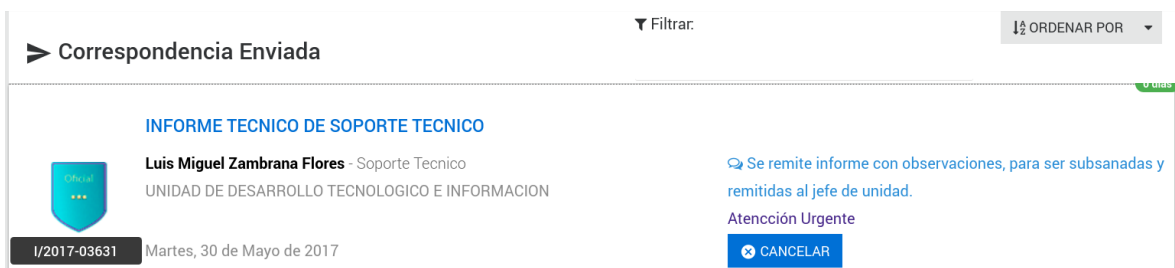 Filtrar:
ORDENAR POR
Correspondencia Enviada
0 dias
INFORME TECNICO DE SOPORTE TECNICO
Luis Miguel Zambrana Flores - Soporte Tecnico
UNIDAD DE DESARROLLO TECNOLOGICO E INFORMACION
Oficial
I/2017-03631
Martes, 30 de Mayo de 2017
Se remite informe con observaciones, para ser subsanadas y
remitidas al jefe de unidad.
Atencción Urgente
CANCELAR